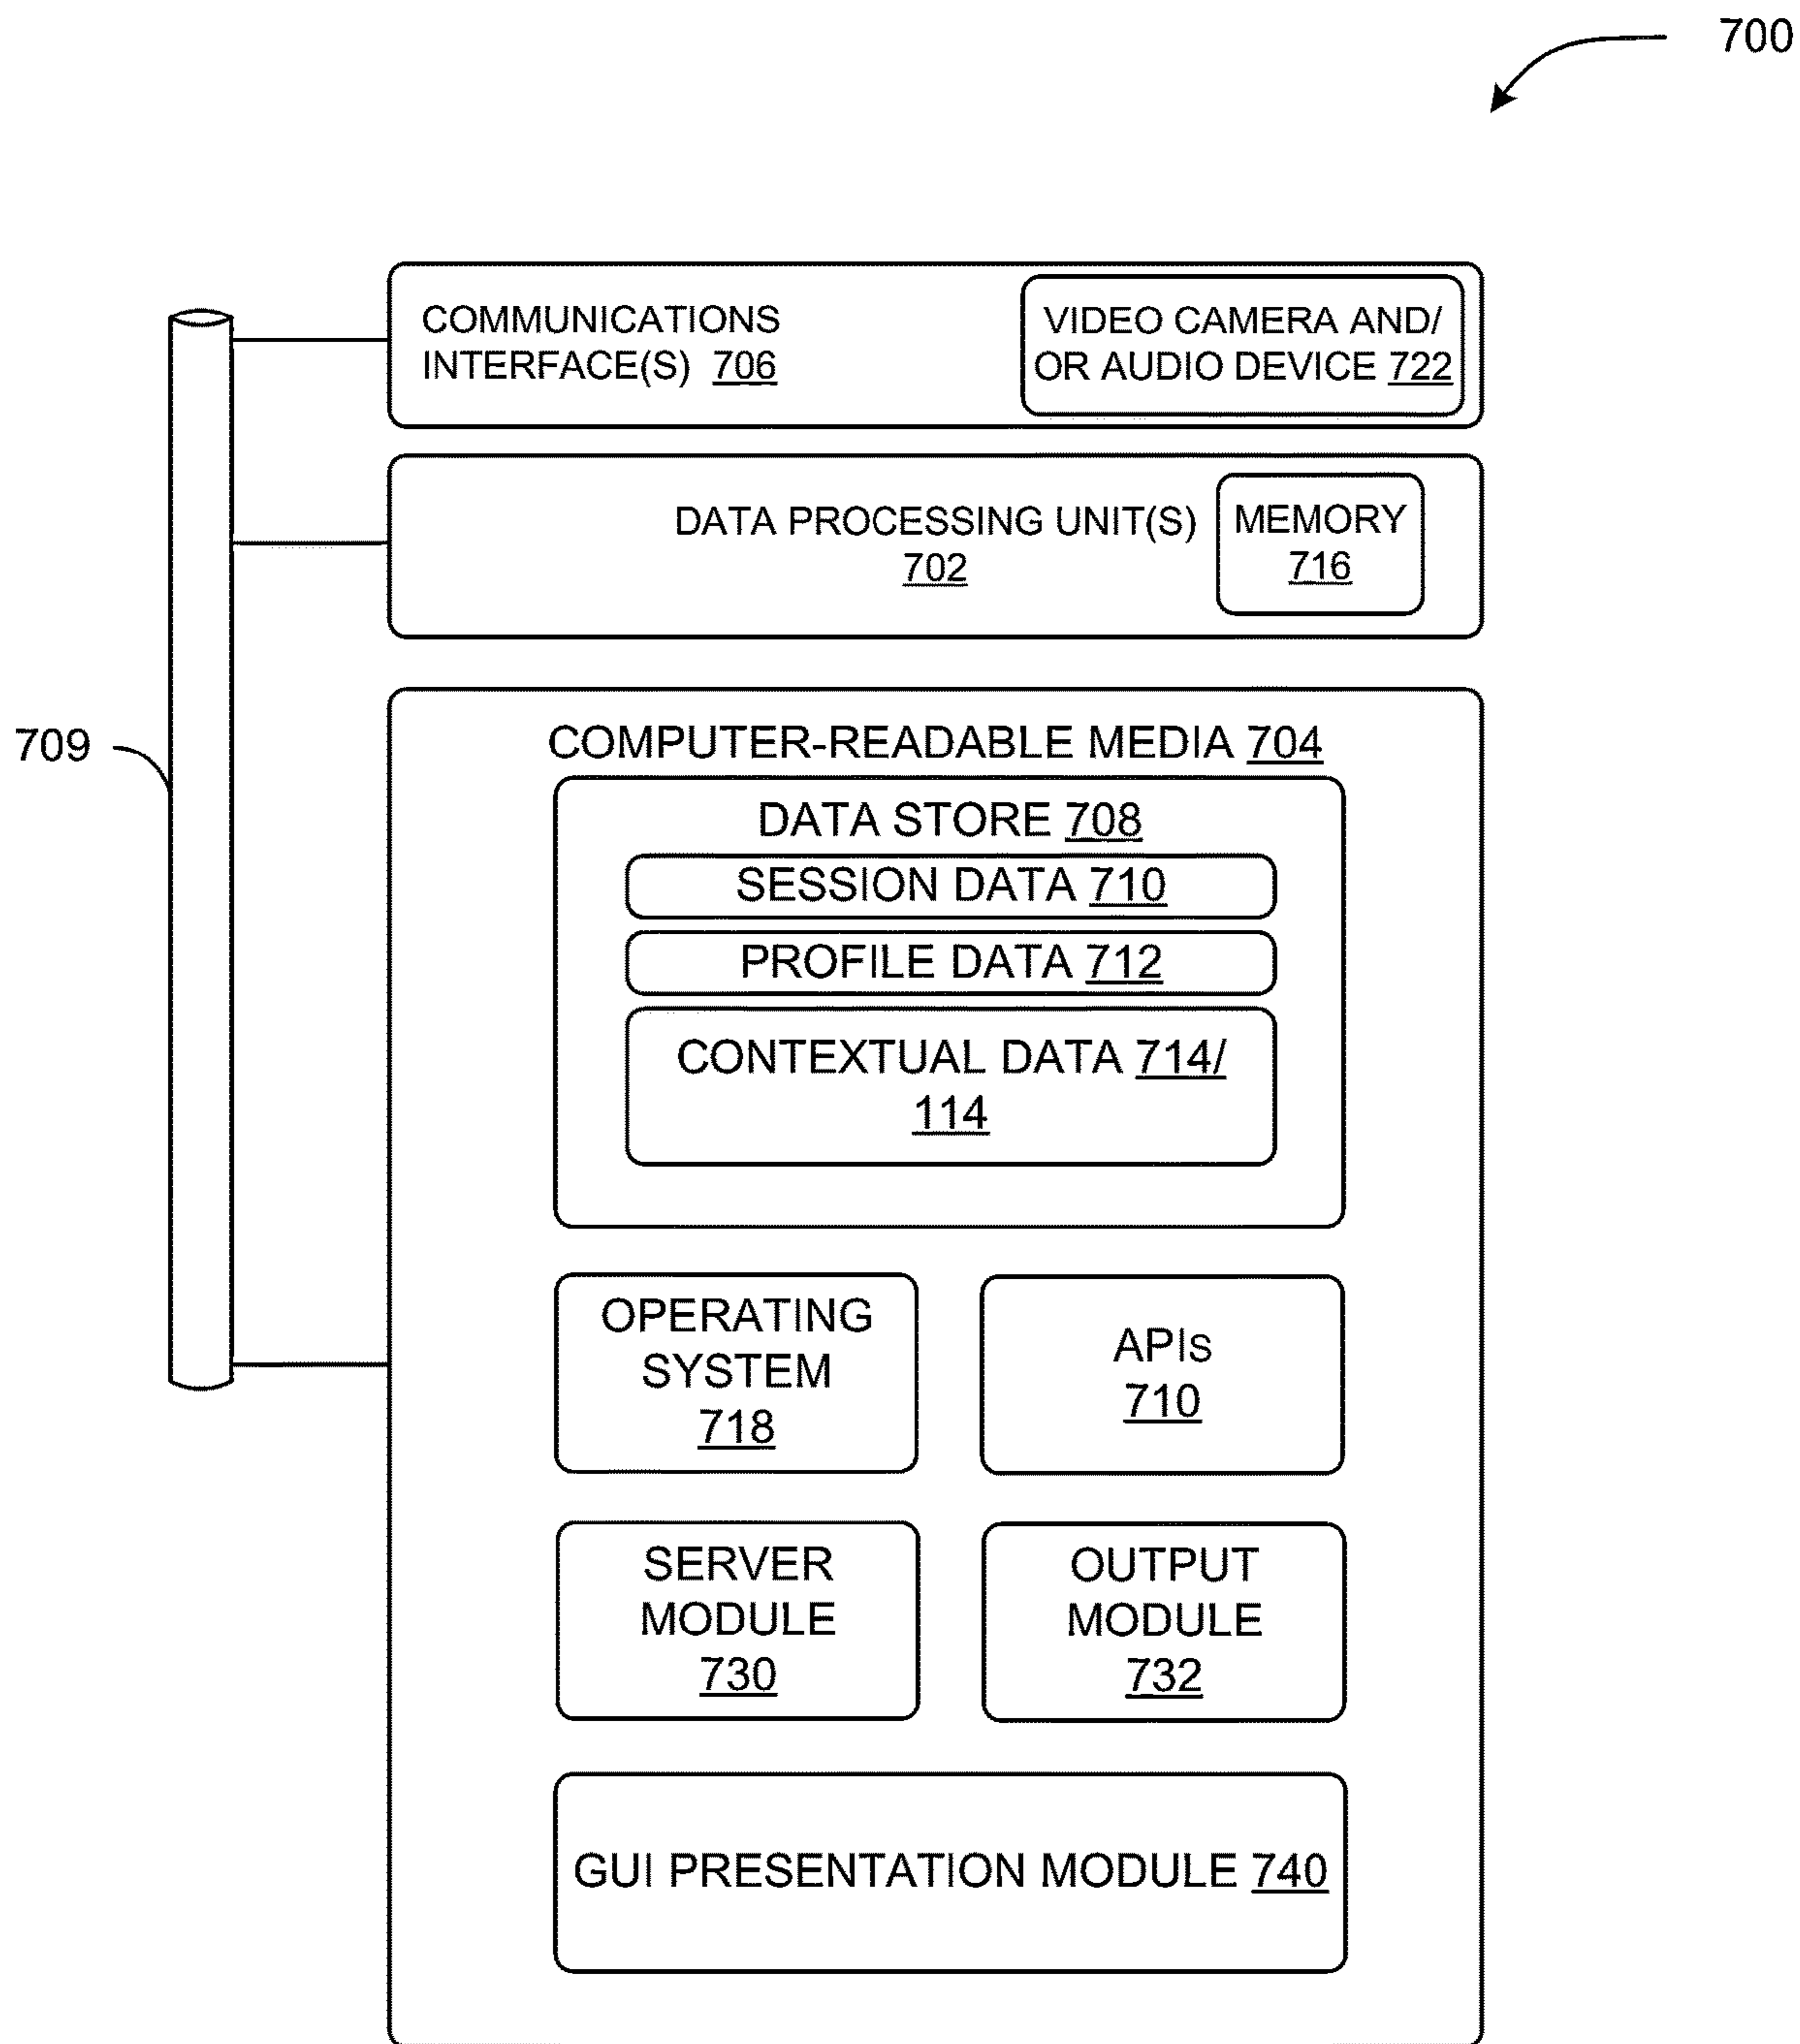 700
COMMUNICATIONS
INTERFACE(S) 706
VIDEO CAMERA AND/
OR AUDIO DEVICE 722
DATA PROCESSING UNIT(S)
702
MEMORY
716
709
COMPUTER-READABLE MEDIA 704
DATA STORE 708
SESSION DATA 710
PROFILE DATA 712
CONTEXTUAL DATA 714/
114
OPERATING
SYSTEM
718
APIs
710
SERVER
MODULE
730
OUTPUT
MODULE
732
GUI PRESENTATION MODULE 740